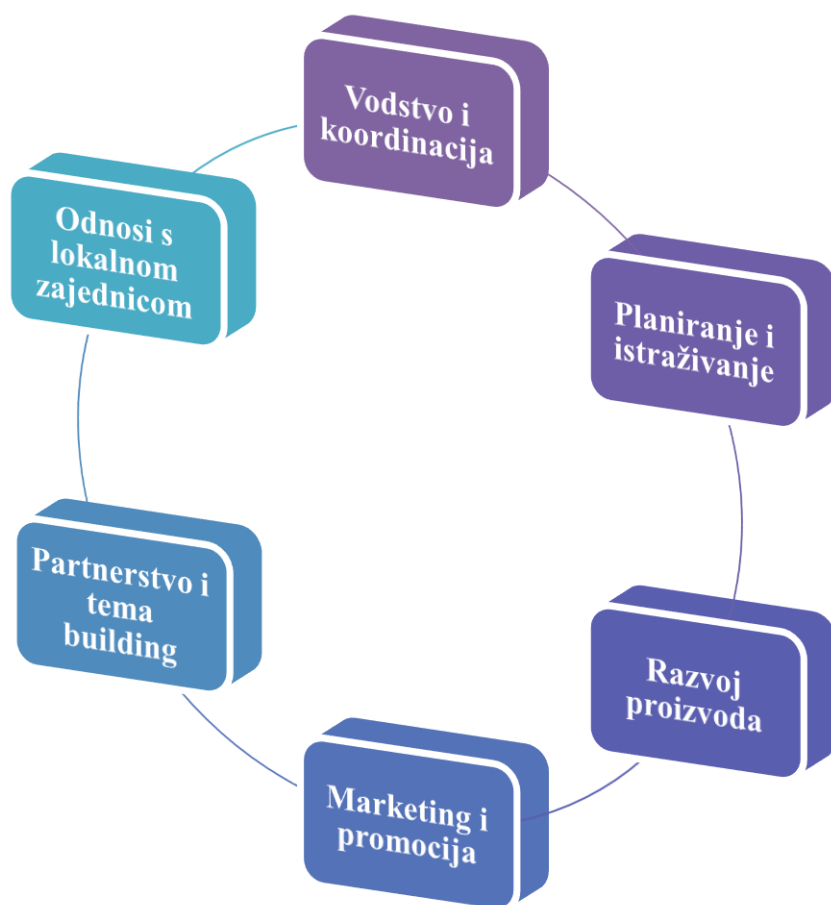 Vodstvo i
koordinacija
Planiranje i
istraživanje
Razvoj
proizvoda
Marketing i
promocija
Partnerstvo i
tema
building
Odnosi s
lokalnom
zajednicom